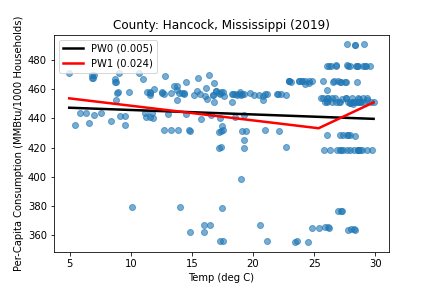 County: Hancock, Mississippi (2019)
PW0 (0.005)
PW1 (0.024)
Per-Capita Consumption (MMBtu/1000 Households)
480
460
440
420
400
380
360
5 10 15 20 25 30
Temp (deg C)